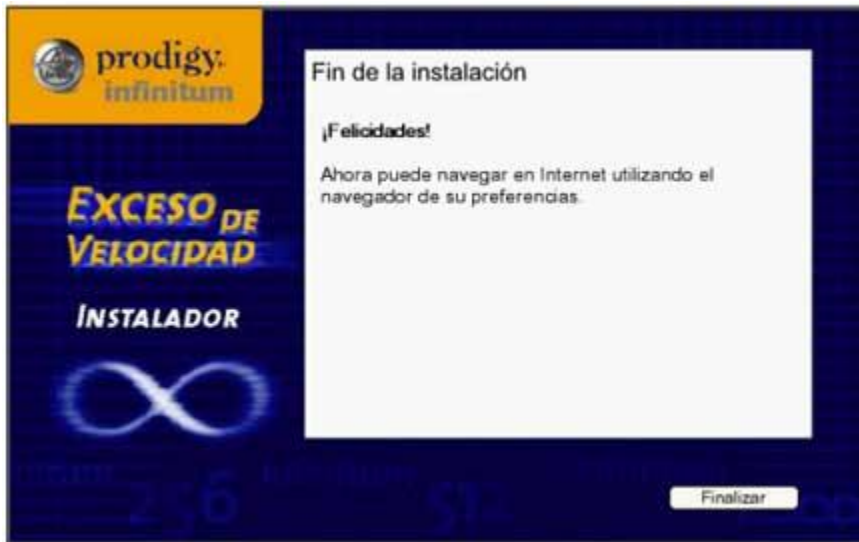 prodigy.
infinitum
EXCESO DE
VELOCIDAD
INSTALADOR
Fin de la instalación
¡Felicidades!
Ahora puede navegar en Internet utilizando el
navegador de su preferencias.
256
512
Finalizar